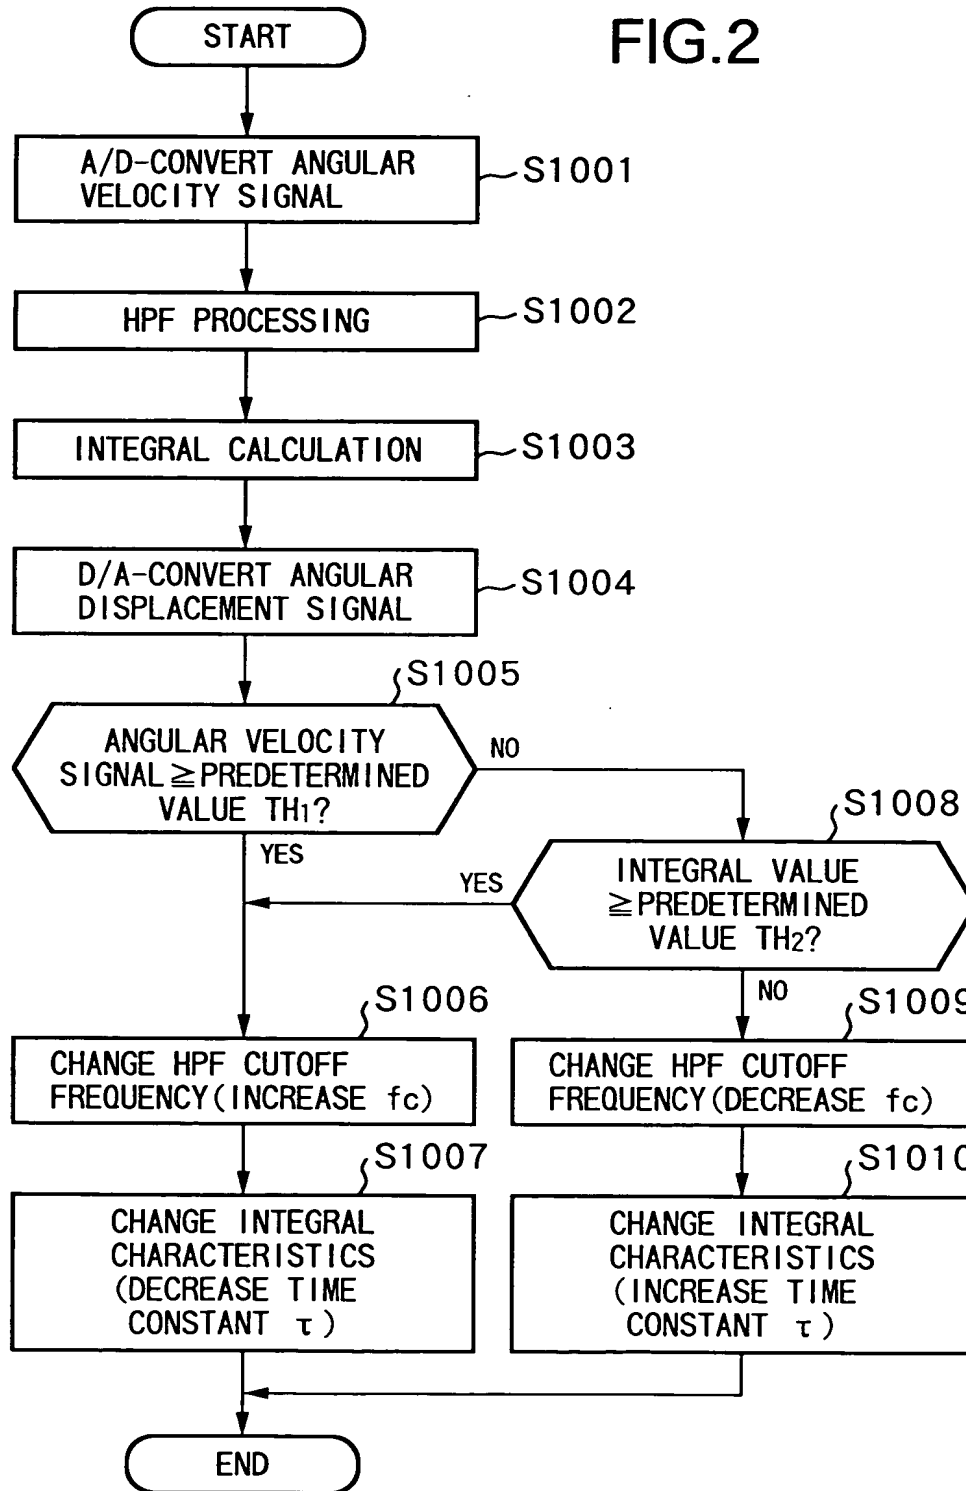 FIG.2
START
A/D-CONVERT ANGULAR
VELOCITY SIGNAL
S1001
HPF PROCESSING
S1002
INTEGRAL CALCULATION
S1003
D/A-CONVERT ANGULAR
DISPLACEMENT SIGNAL
S1004
S1005
ANGULAR VELOCITY
SIGNAL≧PREDETERMINED
VALUE TH1?
NO
YES
S1008
INTEGRAL VALUE
≧PREDETERMINED
VALUE TH2?
YES
NO
S1006
CHANGE HPF CUTOFF
FREQUENCY(INCREASE fc)
S1009
CHANGE HPF CUTOFF
FREQUENCY(DECREASE fc)
S1007
CHANGE INTEGRAL
CHARACTERISTICS
(DECREASE TIME
CONSTANT τ)
S1010
CHANGE INTEGRAL
CHARACTERISTICS
(INCREASE TIME
CONSTANT τ)
END